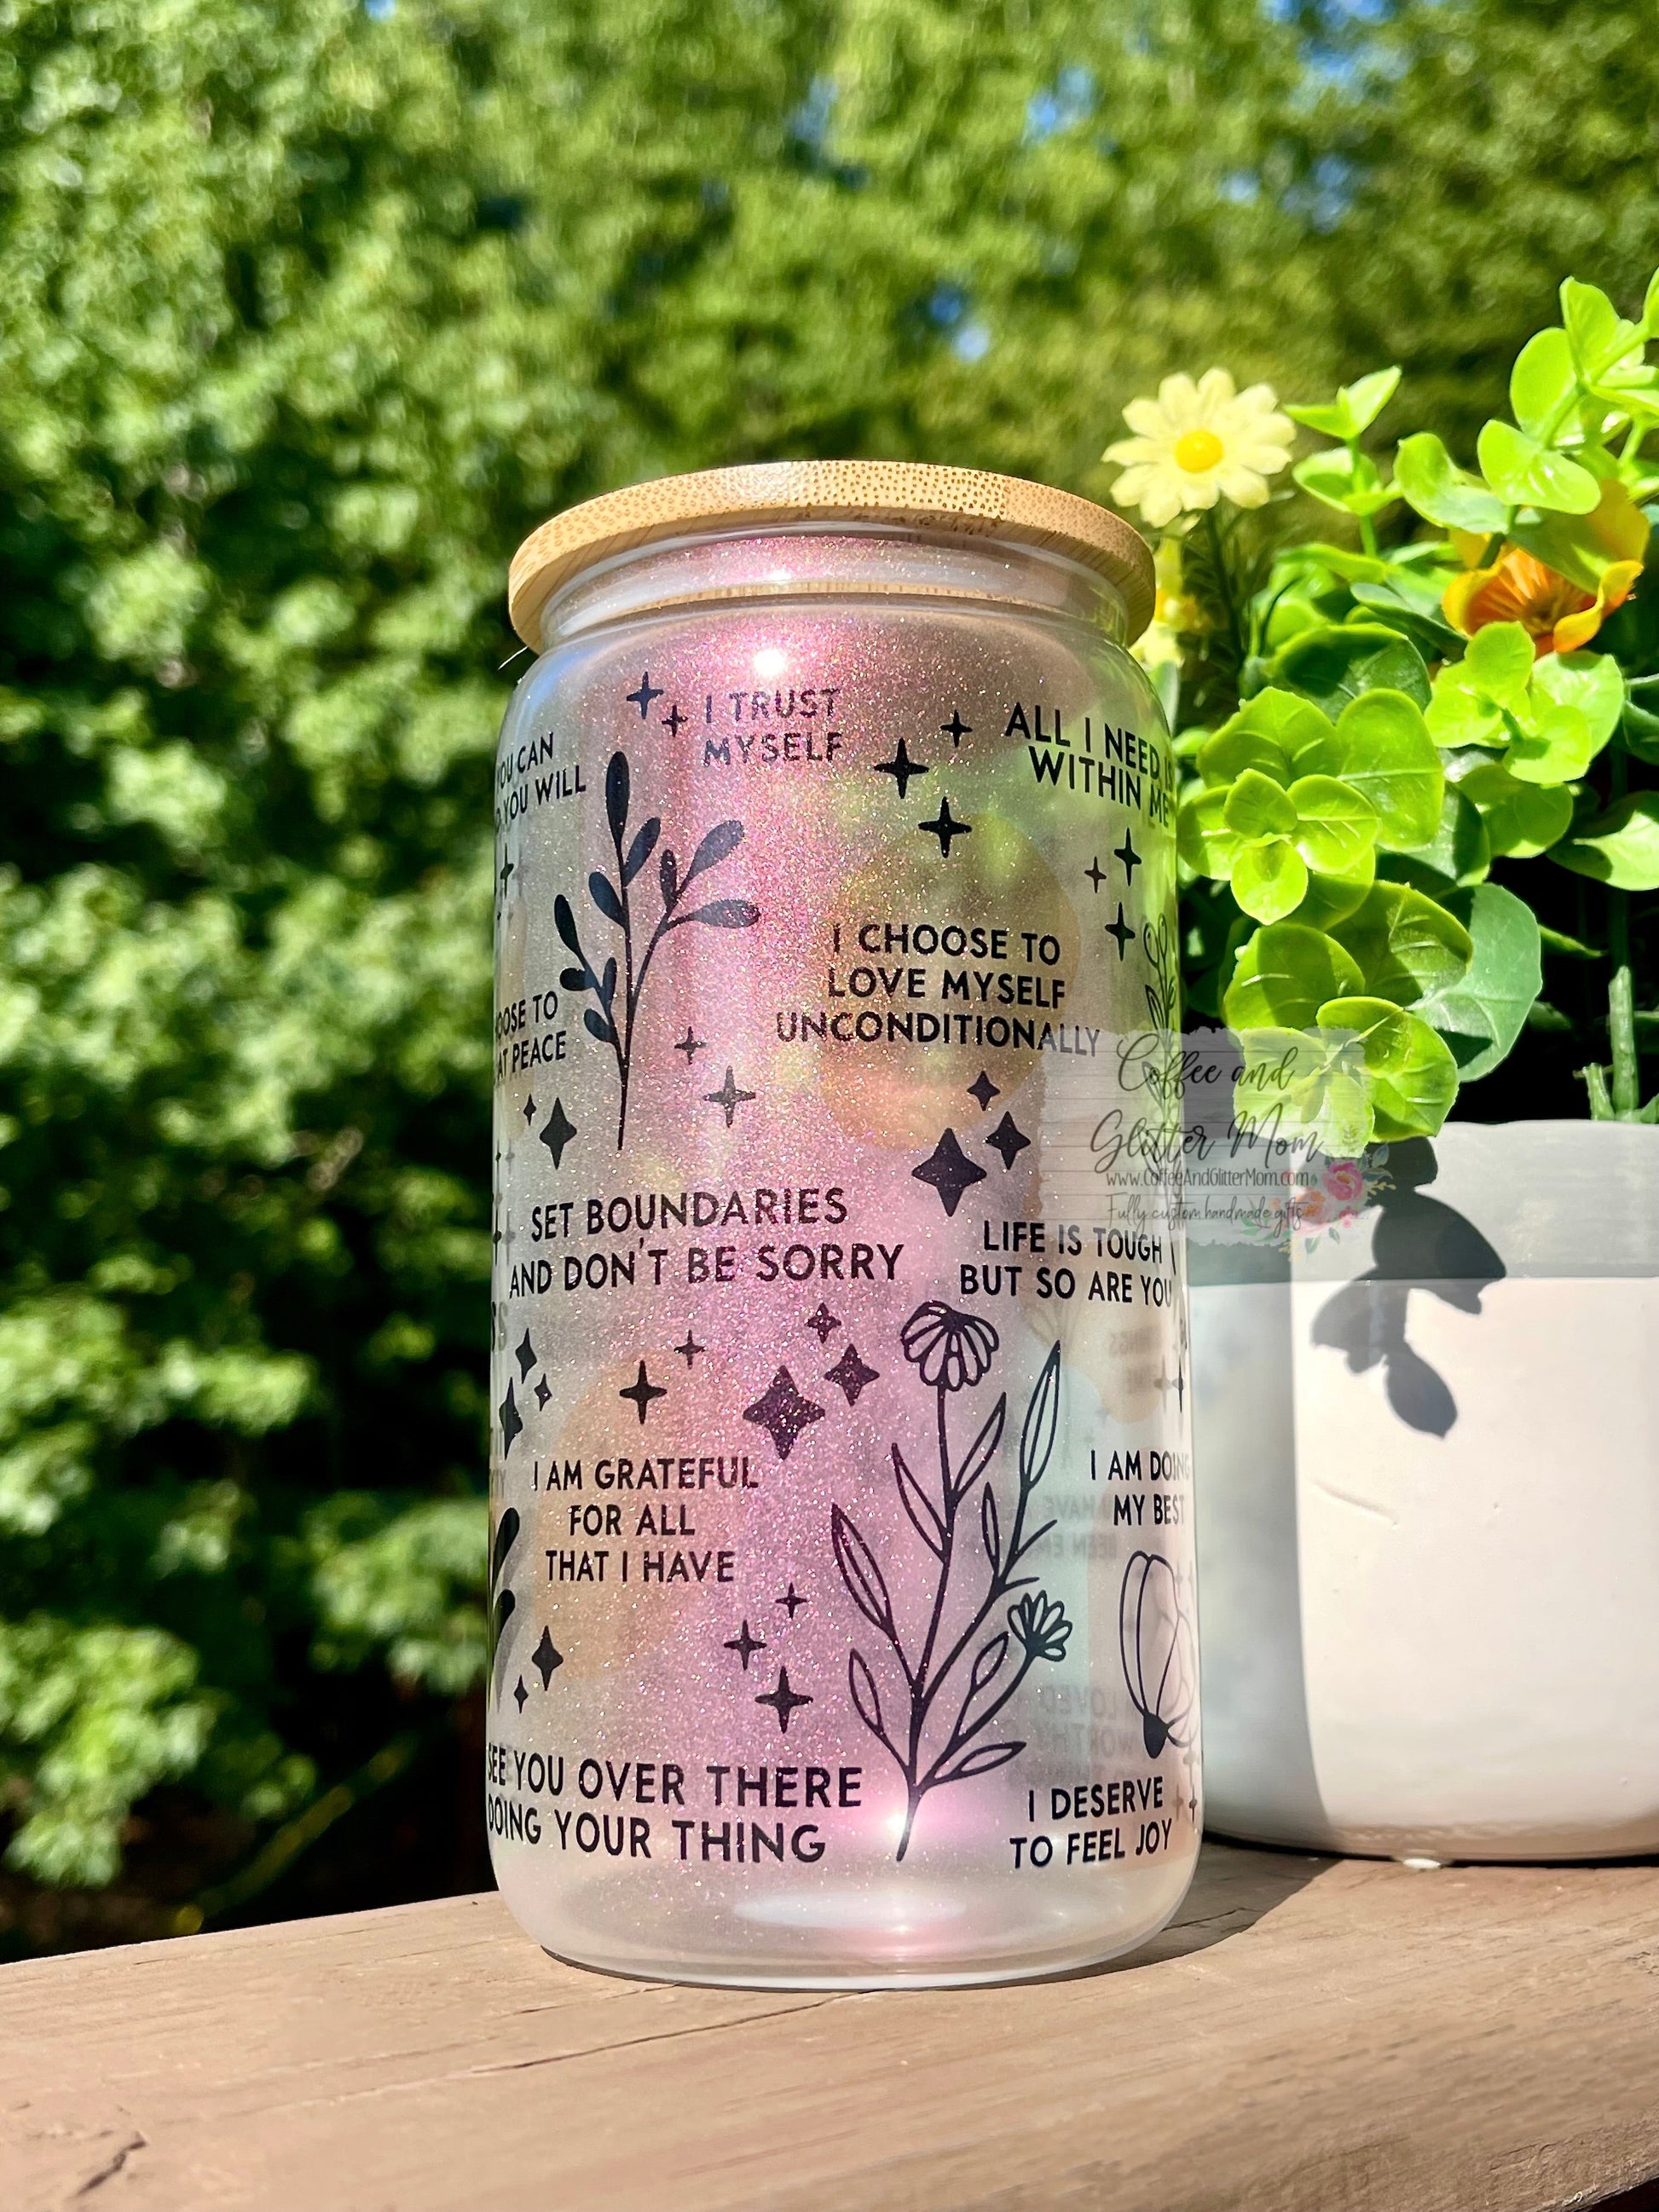 I TRUST
MYSELF
YOU CAN
YOU WILL
ALL I NEED IS
WITHIN ME
I CHOOSE TO
LOVE MYSELF
UNCONDITIONALLY
TO
AT PEACE
Coffee and
Glitter Mom
www.CoffeeAndGlitterMom.com
Fully custom handmade gifts
SET BOUNDARIES
AND DON'T BE SORRY
LIFE IS TOUGH
BUT SO ARE YOU
I AM GRATEFUL
FOR ALL
THAT I HAVE
I AM DOING
MY BEST
SEE YOU OVER THERE
DOING YOUR THING
I DESERVE
TO FEEL JOY